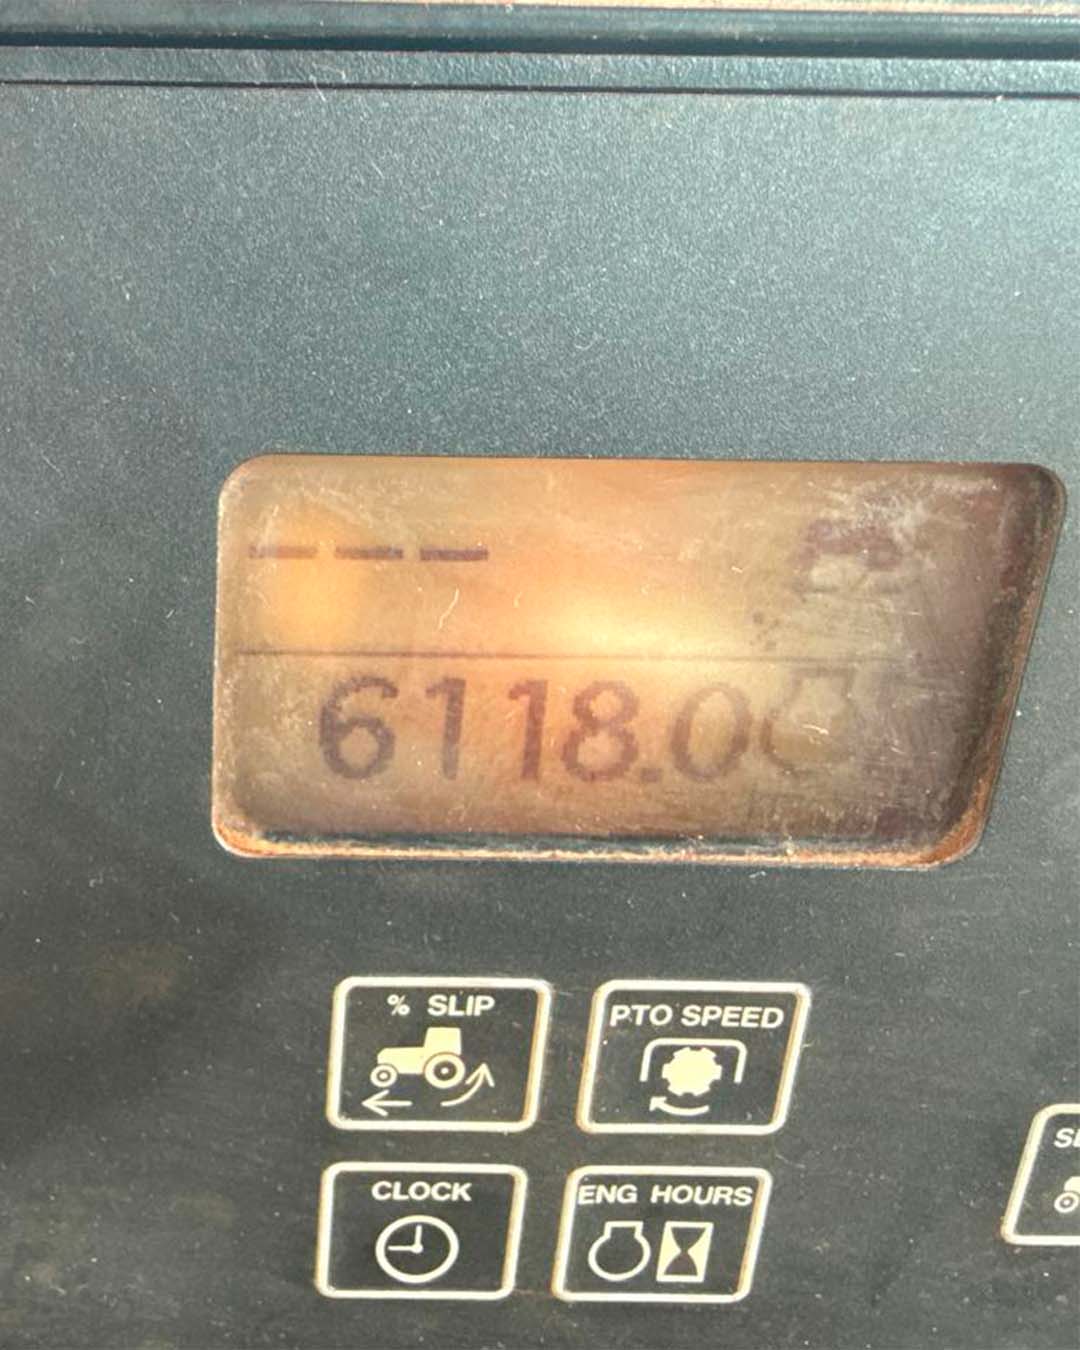 ---
6118.0
% SLIP
PTO SPEED
CLOCK
ENG HOURS